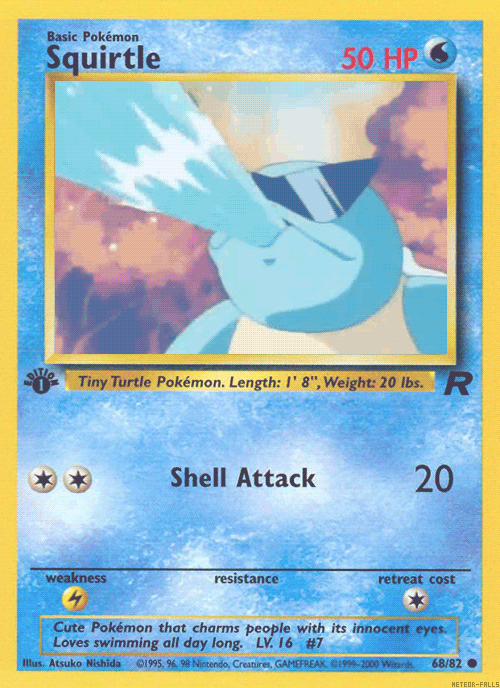 Basic Pokémon
Squirtle 50 HP
EDITION
1
Tiny Turtle Pokémon. Length: 1' 8", Weight: 20 lbs. R
Shell Attack 20
weakness resistance retreat cost
Cute Pokémon that charms people with its innocent eyes.
Loves swimming all day long. LV. 16 #7
Illus. Atsuko Nishida ©1995, 96, 98 Nintendo, Creatures, GAMEFREAK. ©1999-2000 Wizards. 68/82
METEOR-FALLS